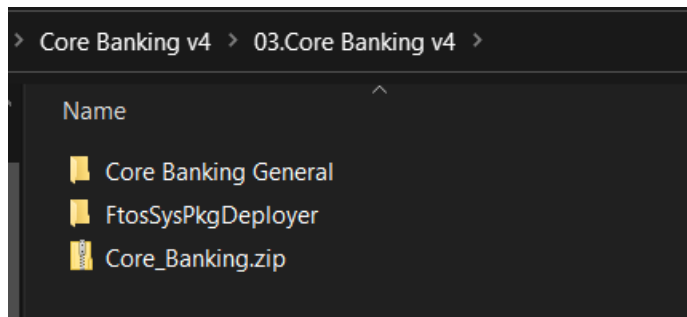 > Core Banking v4 > 03.Core Banking v4 >
Name
Core Banking General
FtosSysPkgDeployer
Core_Banking.zip